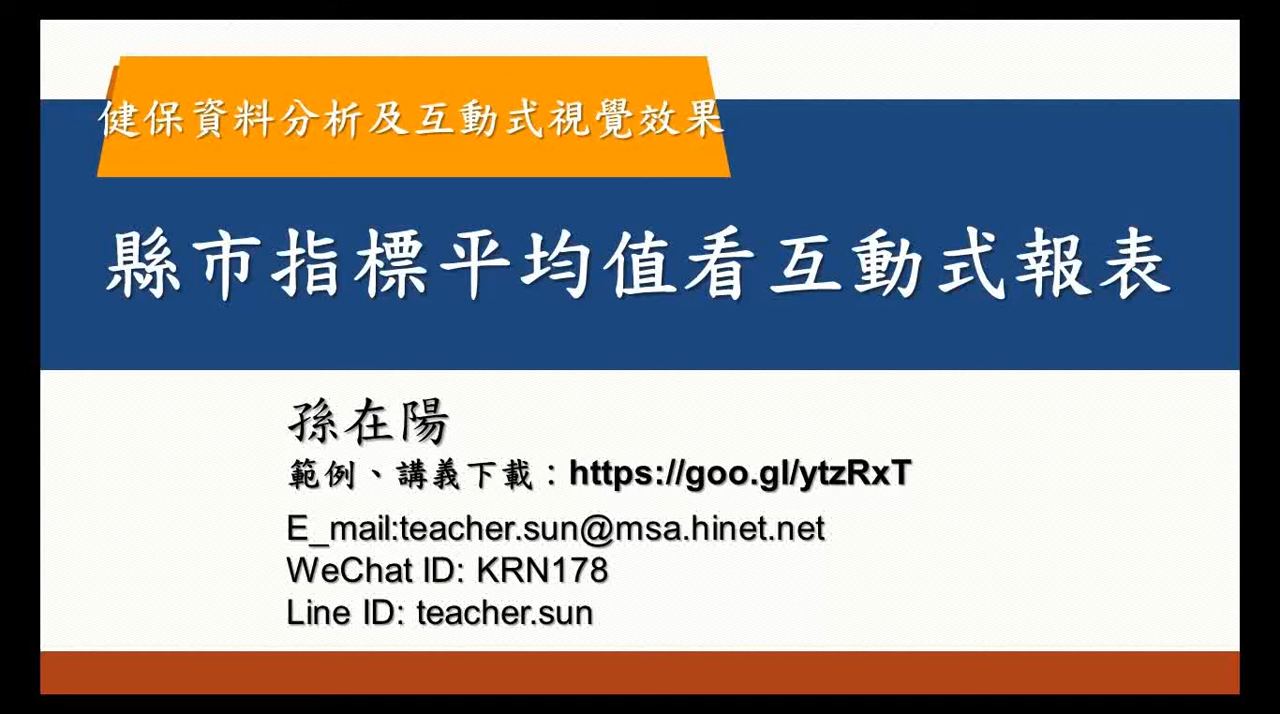 健保資料分析及互動式視覺效果
縣市指標平均值看互動式報表
孫在陽
範例、講義下載：https://goo.gl/ytzRxT
E_mail:teacher.sun@msa.hinet.net
WeChat ID: KRN178
Line ID: teacher.sun